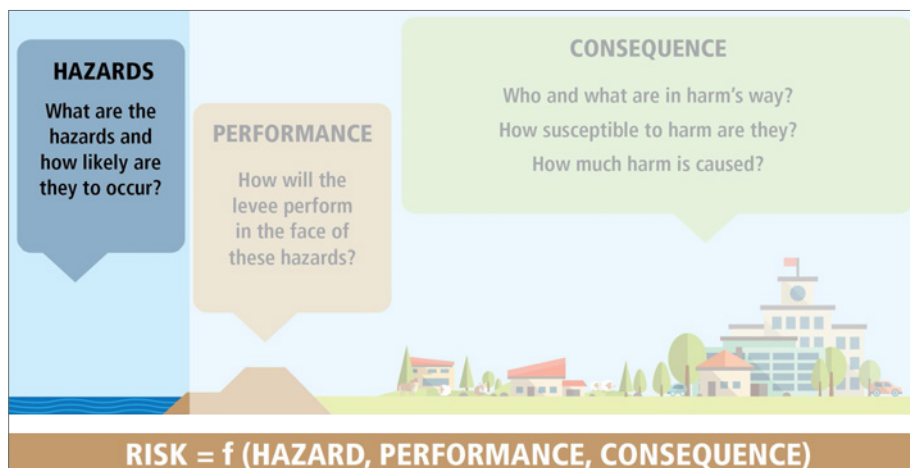 HAZARDS
What are the
hazards and
how likely are
they to occur?
PERFORMANCE
How will the
levee perform
in the face of
these hazards?
CONSEQUENCE
Who and what are in harm's way?
How susceptible to harm are they?
How much harm is caused?
RISK = f (HAZARD, PERFORMANCE, CONSEQUENCE)